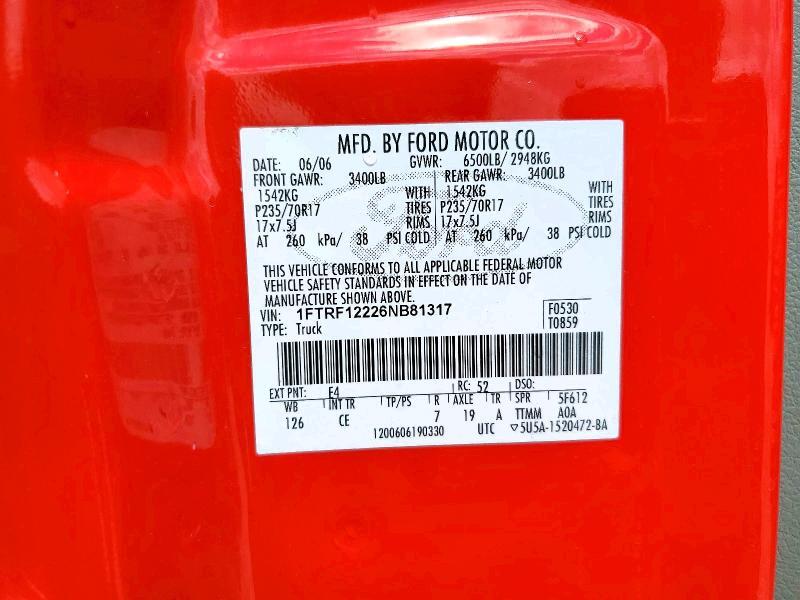 MFD. BY FORD MOTOR CO.
DATE: 06/06 GVWR: 6500LB/ 2948KG
FRONT GAWR: 3400LB REAR GAWR: 3400LB
1542KG WITH 1542KG WITH
P235/70R17 TIRES P235/70R17 TIRES
17x7.5J RIMS 17x7.5J RIMS
AT 260 kPa/ 38 PSI COLD AT 260 kPa/ 38 PSI COLD
Ford
THIS VEHICLE CONFORMS TO ALL APPLICABLE FEDERAL MOTOR
VEHICLE SAFETY STANDARDS IN EFFECT ON THE DATE OF
MANUFACTURE SHOWN ABOVE.
VIN: 1FTRF12226NB81317 F0530
TYPE: Truck T0859
EXT PNT: E4 RC: 52 DSO:
WB INT TR TP/PS R AXLE TR SPR 5F612
126 CE 7 19 A TTMM A0A
1200606190330 UTC ▽5U5A-1520472-BA